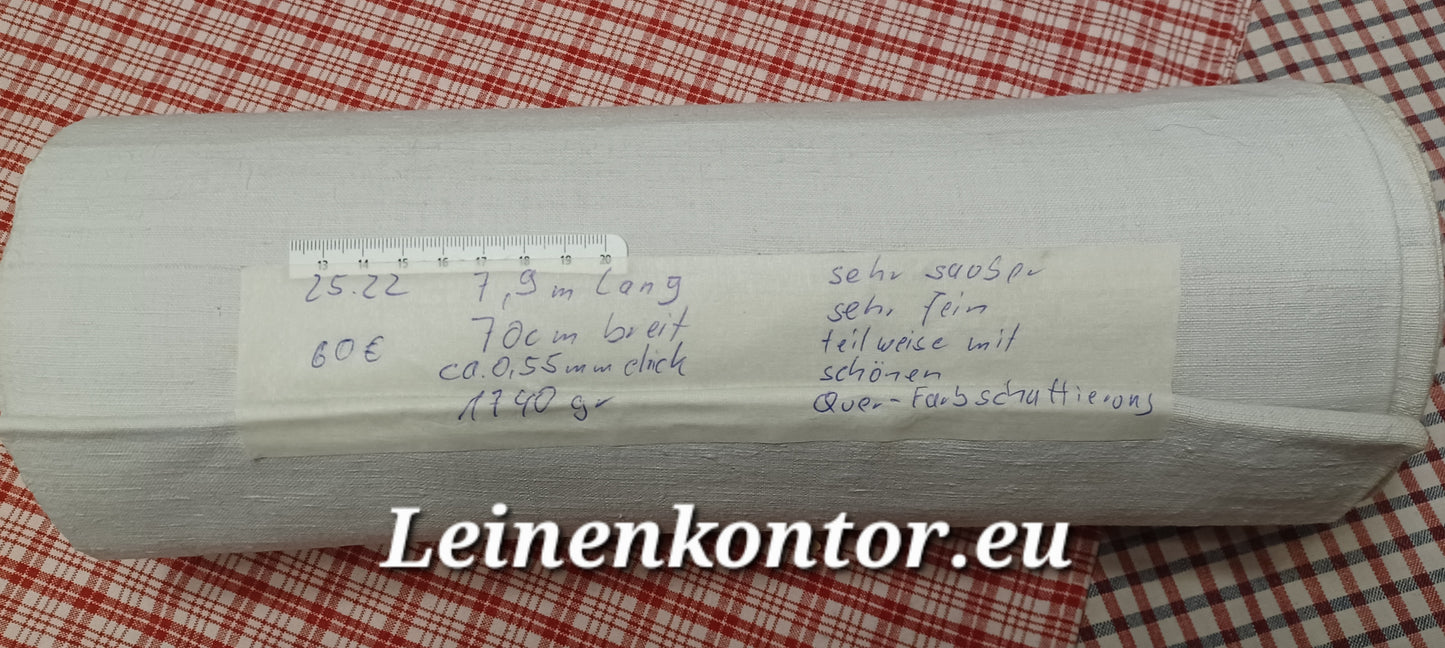 13 14 15 16 17 18 19 20
25.22
60€
7,9 m lang
70cm breit
ca. 0,55 mm dick
1740 gr
sehr sauber
sehr fein
teilweise mit
schönen
Quer-Farbschattierong
Leinenkontor.eu